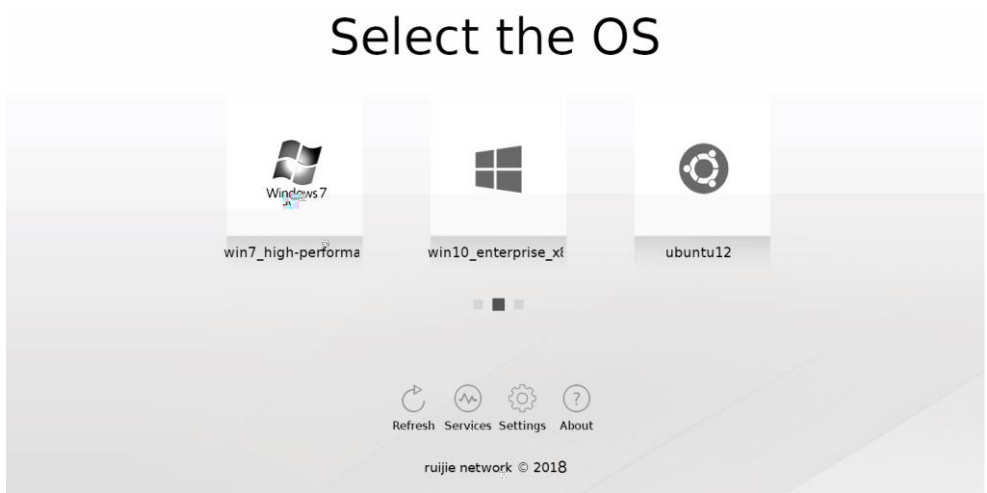 Select the OS
Windows 7
win7_high-performa win10_enterprise_x ubuntu12
Refresh Services Settings About
ruijie network © 2018